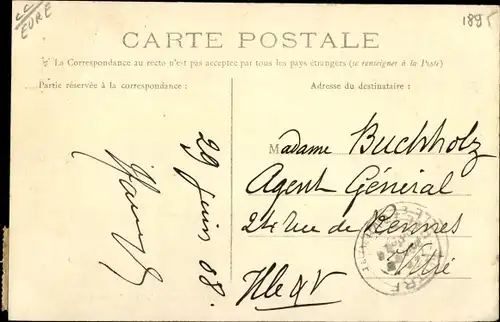 EURE
1895
CARTE POSTALE
La Correspondance au recto n'est pas acceptée par tous les pays étrangers (se renseigner à la Poste)
Partie réservée à la correspondance :
Adresse du destinataire :
29 Juin 08.
Madame Buchholz
Agent Général
24 rue de Rennes
Vitré
Ille & V